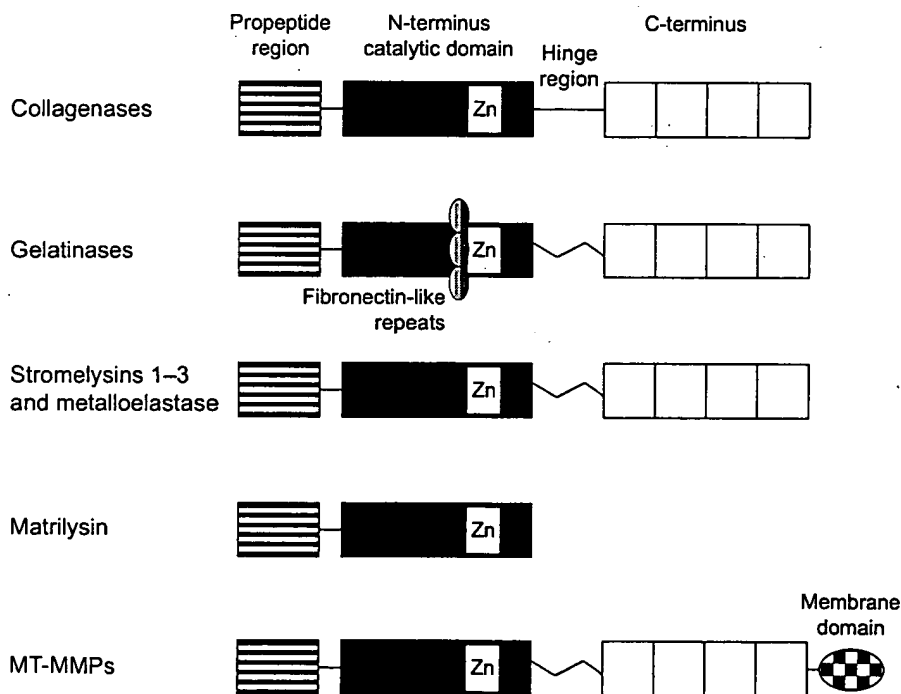 Propeptide
region
N-terminus
catalytic domain
Hinge
region
C-terminus
Collagenases
Zn
Gelatinases
Zn
Fibronectin-like
repeats
Stromelysins 1–3
and metalloelastase
Zn
Matrilysin
Zn
Membrane
domain
MT-MMPs
Zn